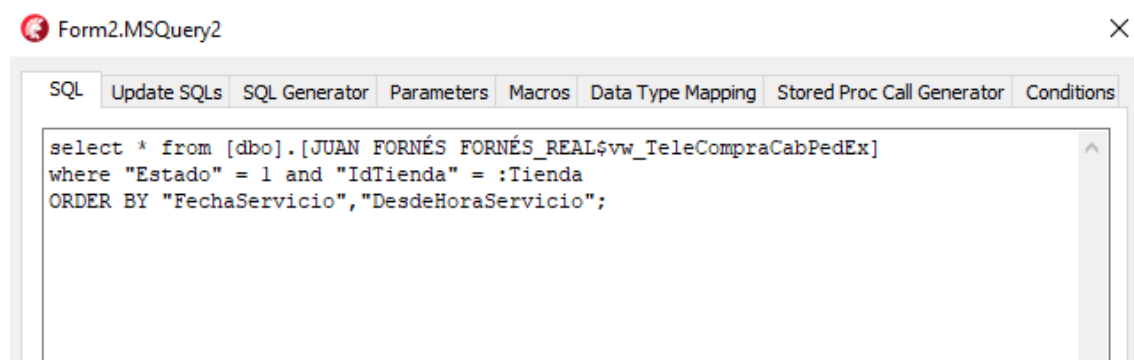 Form2.MSQuery2
SQL Update SQLs SQL Generator Parameters Macros Data Type Mapping Stored Proc Call Generator Conditions
select * from [dbo].[JUAN FORNÉS FORNÉS_REAL$vw_TeleCompraCabPedEx]
where "Estado" = 1 and "IdTienda" = :Tienda
ORDER BY "FechaServicio","DesdeHoraServicio";